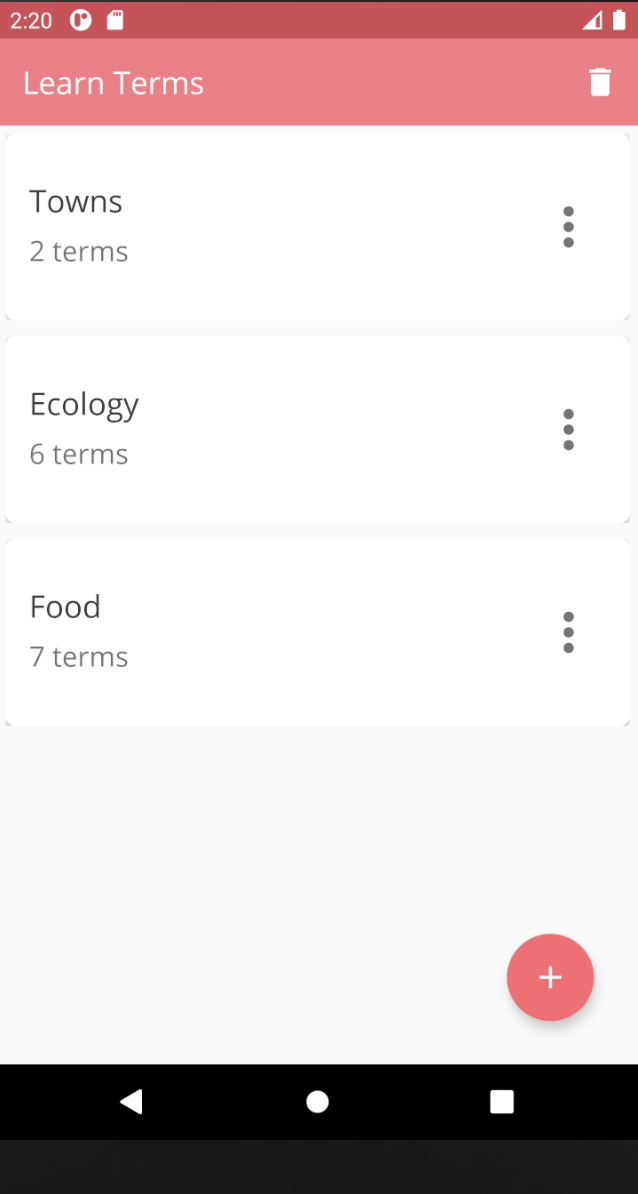 2:20
Learn Terms
Towns
2 terms
Ecology
6 terms
Food
7 terms
+